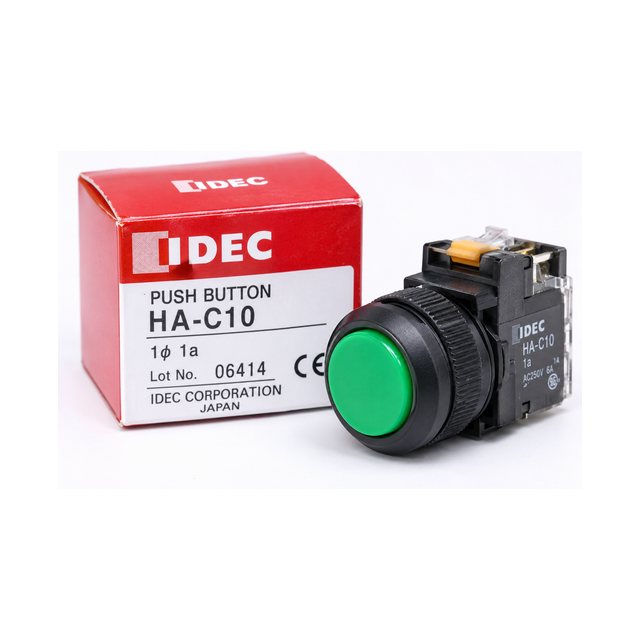 IDEC
IDEC
PUSH BUTTON
HA-C10
1ϕ 1a
Lot No. 06414
CE
IDEC CORPORATION
JAPAN
IDEC
HA-C10
1a
AC250V 6A